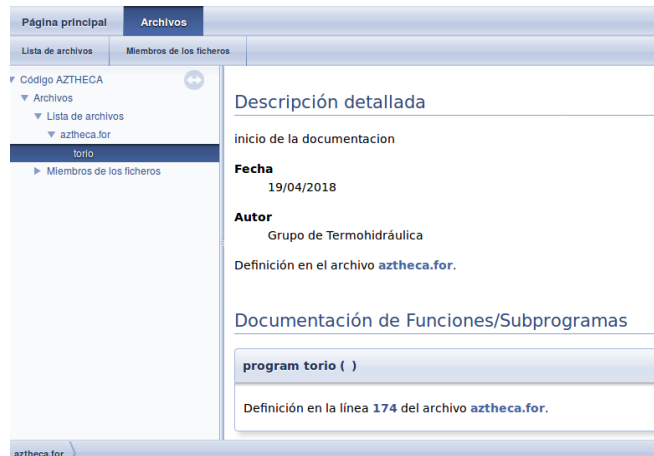 Página principal
Archivos
Lista de archivos
Miembros de los ficheros
Código AZTHECA
Archivos
Lista de archivos
aztheca.for
torio
Miembros de los ficheros
Descripción detallada
inicio de la documentacion
Fecha
19/04/2018
Autor
Grupo de Termohidráulica
Definición en el archivo aztheca.for.
Documentación de Funciones/Subprogramas
program torio ( )
Definición en la línea 174 del archivo aztheca.for.
aztheca.for